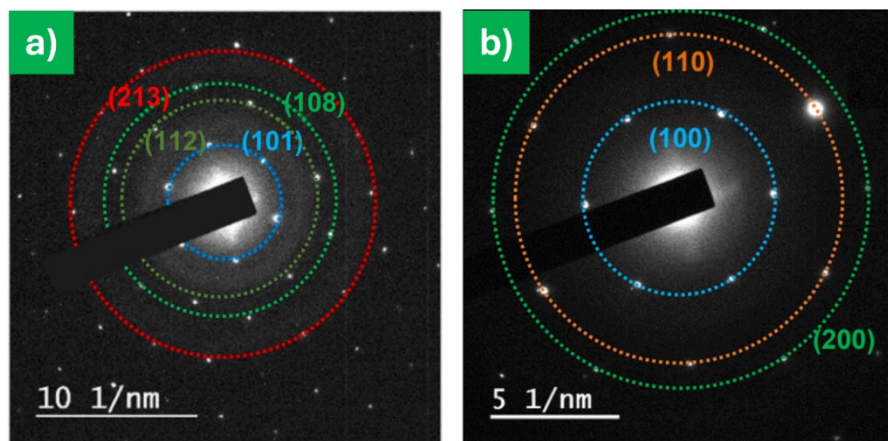 a)
(213)
(108)
(112)
(101)
10 1/nm
b)
(110)
(100)
(200)
5 1/nm